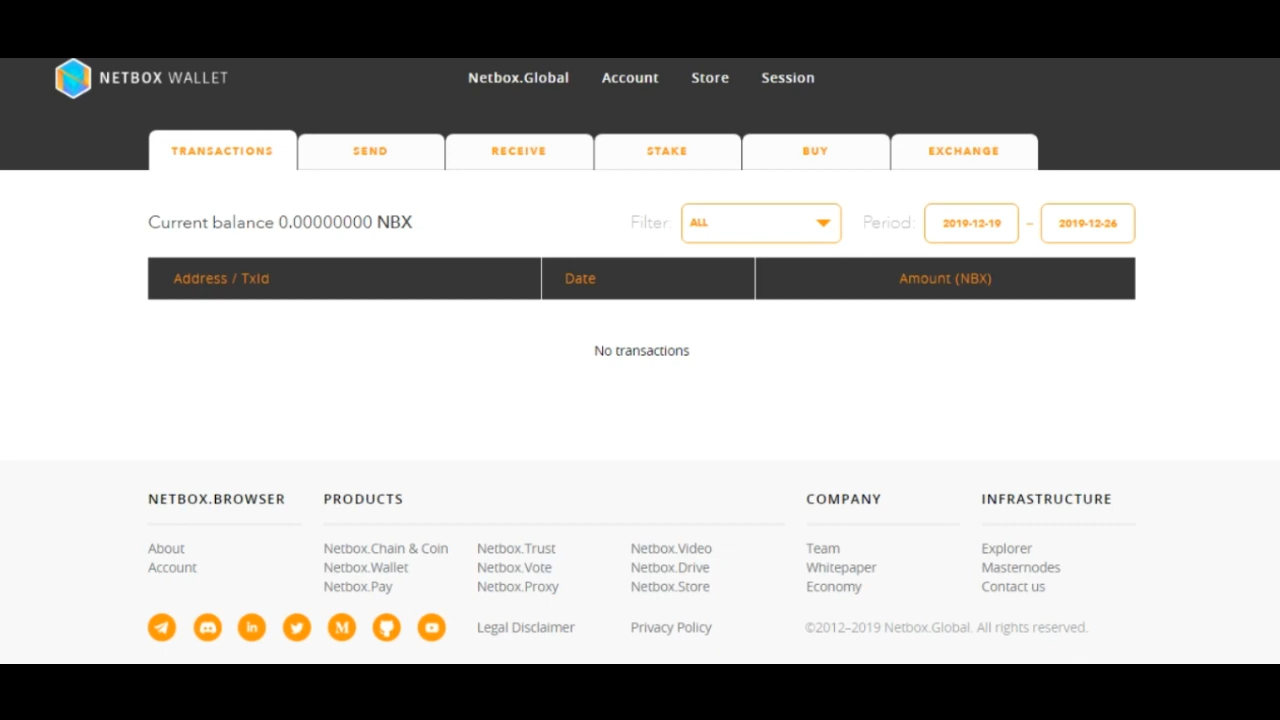 NETBOX WALLET
Netbox.Global Account Store Session
TRANSACTIONS SEND RECEIVE STAKE BUY EXCHANGE
Current balance 0.00000000 NBX Filter: ALL Period: 2019-12-19 – 2019-12-26
Address / TxId Date Amount (NBX)
No transactions
NETBOX.BROWSER PRODUCTS COMPANY INFRASTRUCTURE
About Netbox.Chain & Coin Netbox.Trust Netbox.Video Team Explorer
Account Netbox.Wallet Netbox.Vote Netbox.Drive Whitepaper Masternodes
Netbox.Pay Netbox.Proxy Netbox.Store Economy Contact us
in M Legal Disclaimer Privacy Policy ©2012–2019 Netbox.Global. All rights reserved.